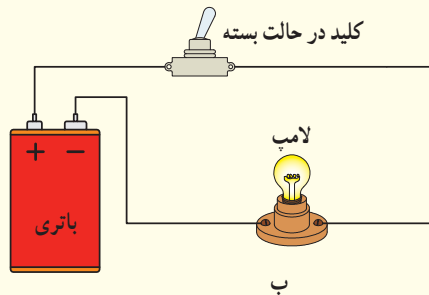 کلید در حالت بسته
لامپ
+ −
باتری
ب